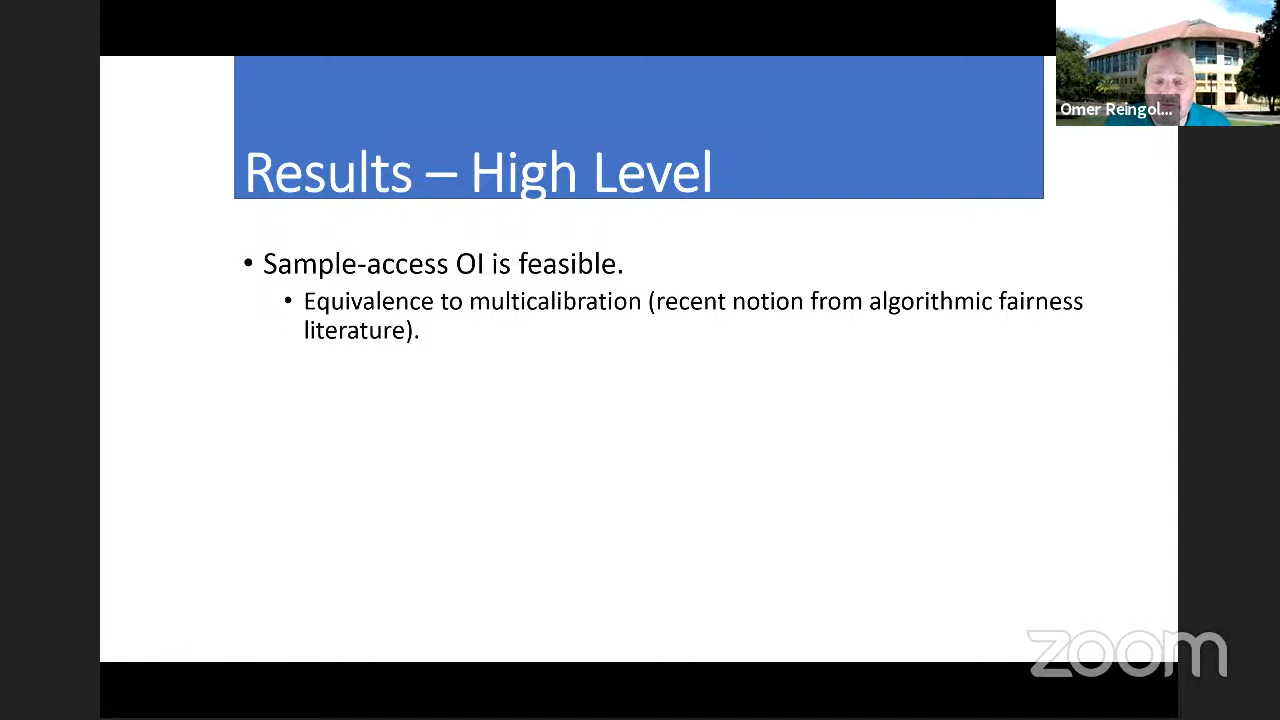 Omer Reingol...
Results – High Level
• Sample-access OI is feasible.
• Equivalence to multicalibration (recent notion from algorithmic fairness
literature).
zoom